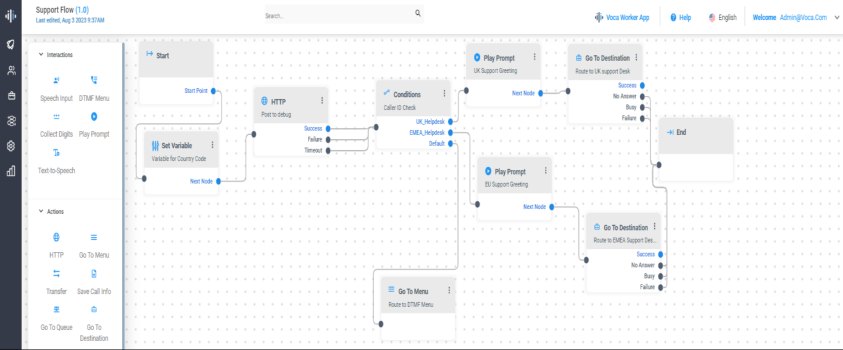 Support Flow (1.0)
Last edited, Aug 3 2023 9:37AM
Search...
Voca Worker App
Help
English
Welcome Admin@Voca.Com
Interactions
Speech Input
DTMF Menu
Collect Digits
Play Prompt
Text-to-Speech
Actions
HTTP
Go To Menu
Transfer
Save Call Info
Go To Queue
Go To
Destination
Start
Start Point
Set Variable
Variable for Country Code
Next Node
HTTP
Post to debug
Success
Failure
Timeout
Conditions
Caller ID Check
UK_Helpdesk
EMEA_Helpdesk
Default
Play Prompt
UK Support Greeting
Next Node
Go To Destination
Route to UK support Desk
Success
No Answer
Busy
Failure
End
Play Prompt
EU Support Greeting
Next Node
Go To Destination
Route to EMEA Support Des...
Success
No Answer
Busy
Failure
Go To Menu
Route to DTMF Menu